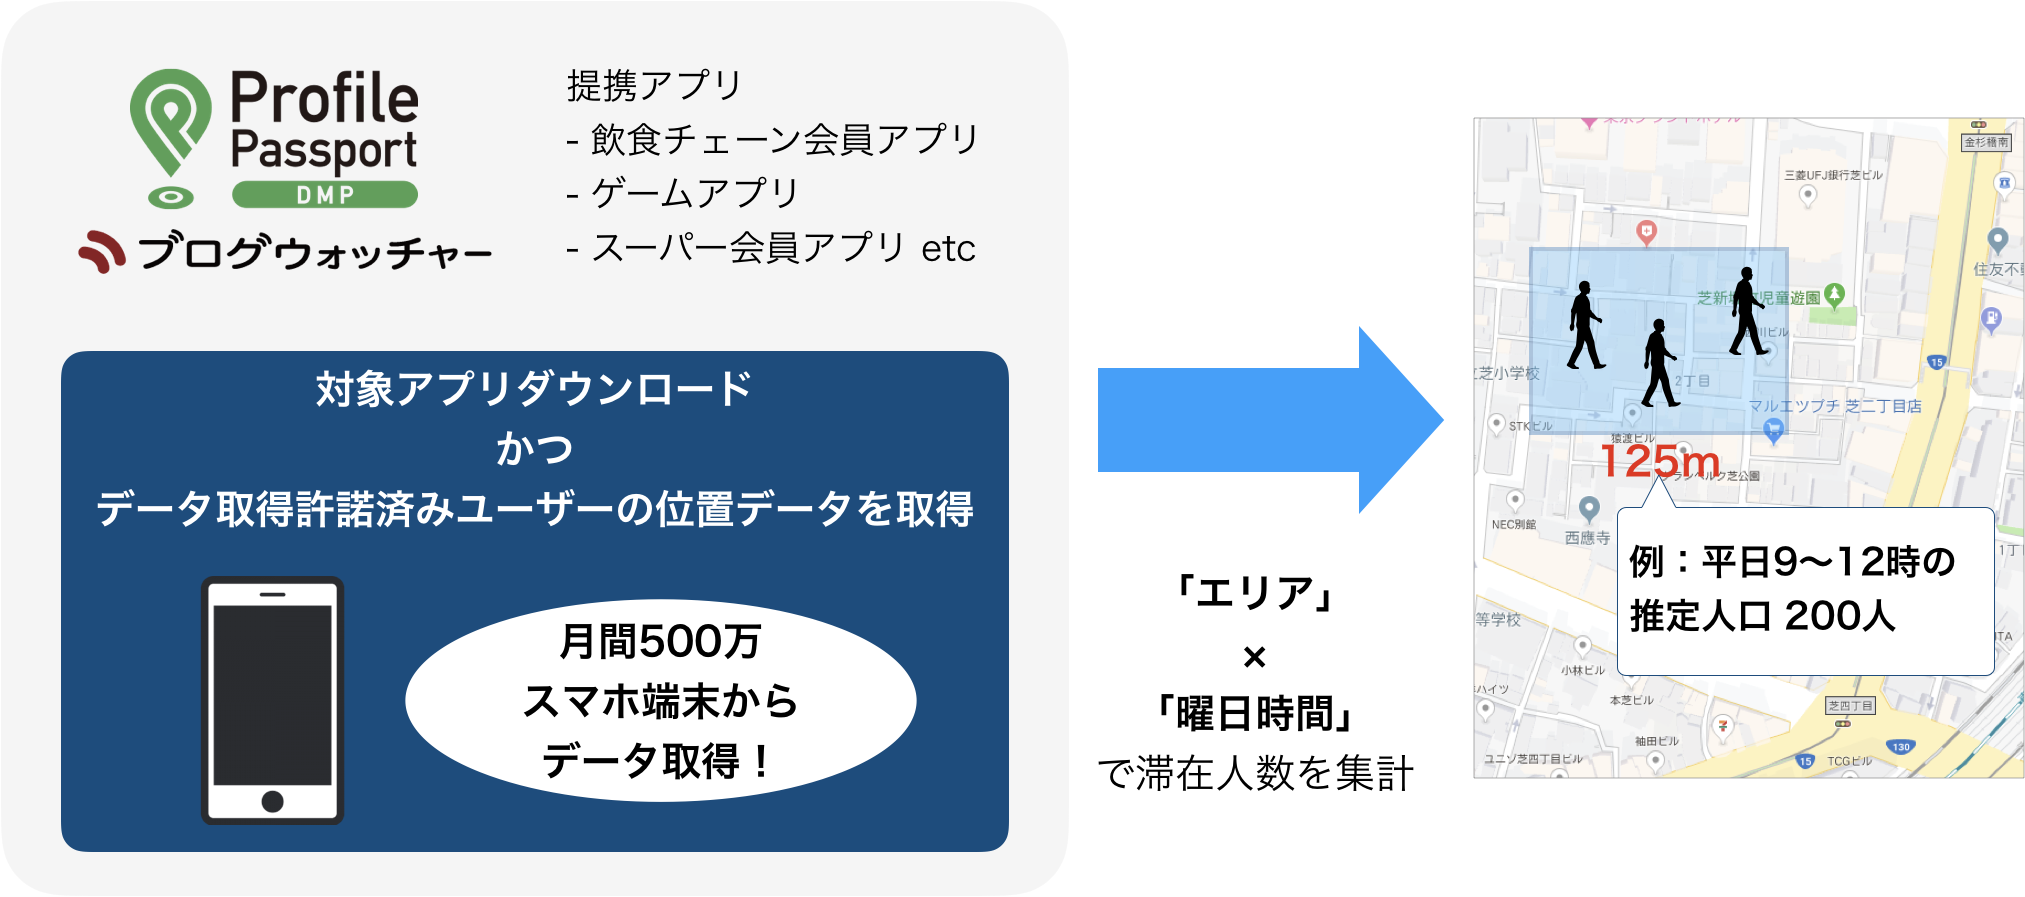 Profile
Passport
DMP
ブログウォッチャー
提携アプリ
- 飲食チェーン会員アプリ
- ゲームアプリ
- スーパー会員アプリ etc
対象アプリダウンロード
かつ
データ取得許諾済みユーザーの位置データを取得
月間500万
スマホ端末から
データ取得！
「エリア」
×
「曜日時間」
で滞在人数を集計
金杉橋南
三菱UFJ銀行芝ビル
住友不
芝新
児童遊園
川ビル
15
芝小学校
2丁目
マルエツプチ 芝二丁目店
STKビル
猿渡ビル
125m
ベルク芝公園
NEC別館
西應寺
例：平日9〜12時の
推定人口 200人
1丁
等学校
TA
小林ビル
ハイツ
本芝ビル
芝四丁目
袖田ビル
130
ユニゾ芝四丁目ビル
15
TCGビル